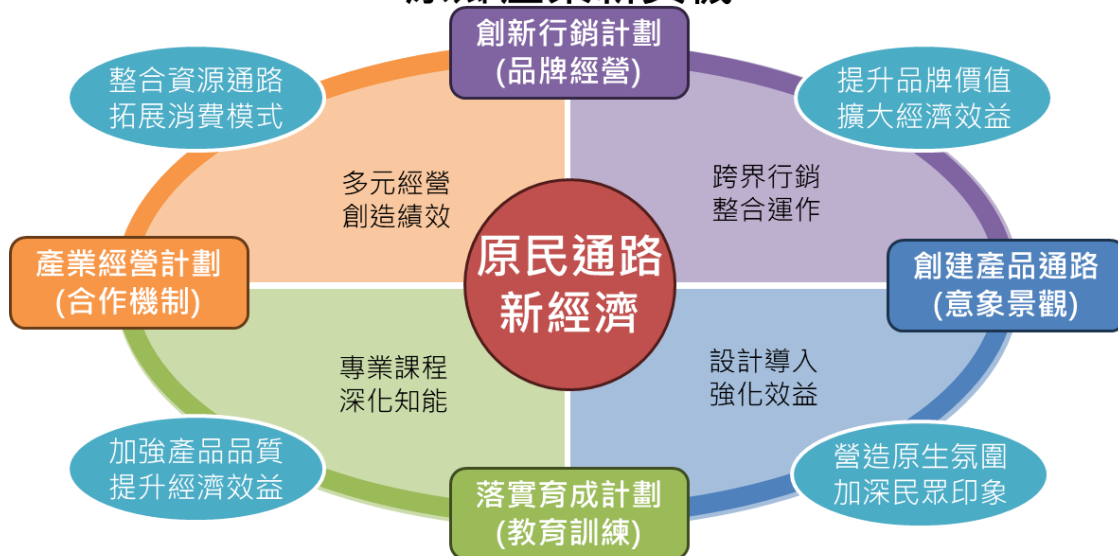 創新行銷計劃
(品牌經營)
整合資源通路
拓展消費模式
提升品牌價值
擴大經濟效益
多元經營
創造績效
跨界行銷
整合運作
產業經營計劃
(合作機制)
原民通路
新經濟
創建產品通路
(意象景觀)
專業課程
深化知能
設計導入
強化效益
加強產品品質
提升經濟效益
落實育成計劃
(教育訓練)
營造原生氛圍
加深民眾印象